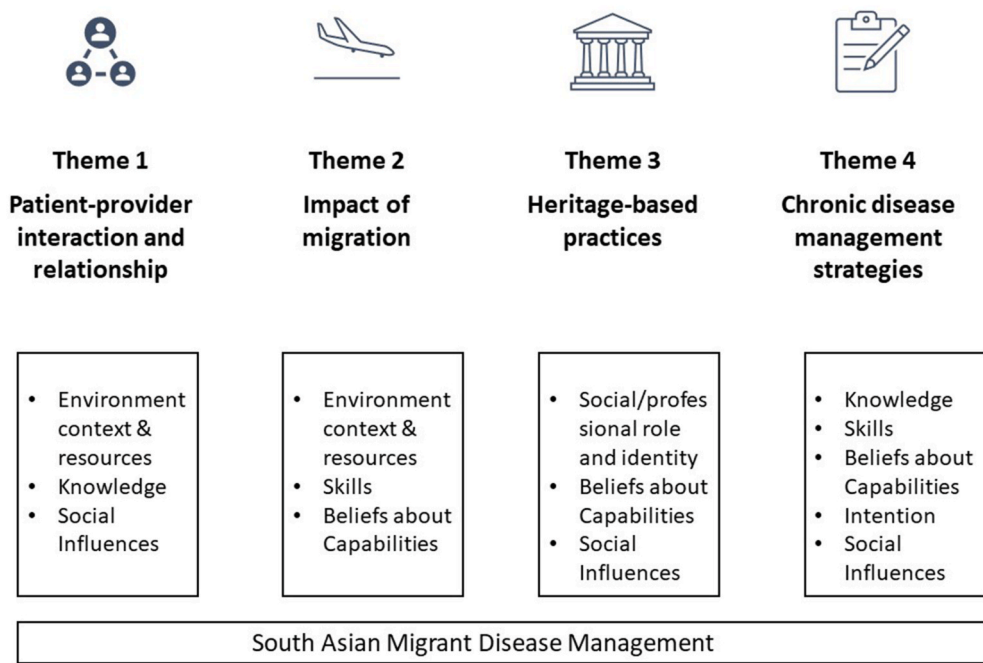 Theme 1
Patient-provider
interaction and
relationship
Theme 2
Impact of
migration
Theme 3
Heritage-based
practices
Theme 4
Chronic disease
management
strategies
• Environment
context &
resources
• Knowledge
• Social
Influences
• Environment
context &
resources
• Skills
• Beliefs about
Capabilities
• Social/profes
sional role
and identity
• Beliefs about
Capabilities
• Social
Influences
• Knowledge
• Skills
• Beliefs about
Capabilities
• Intention
• Social
Influences
South Asian Migrant Disease Management